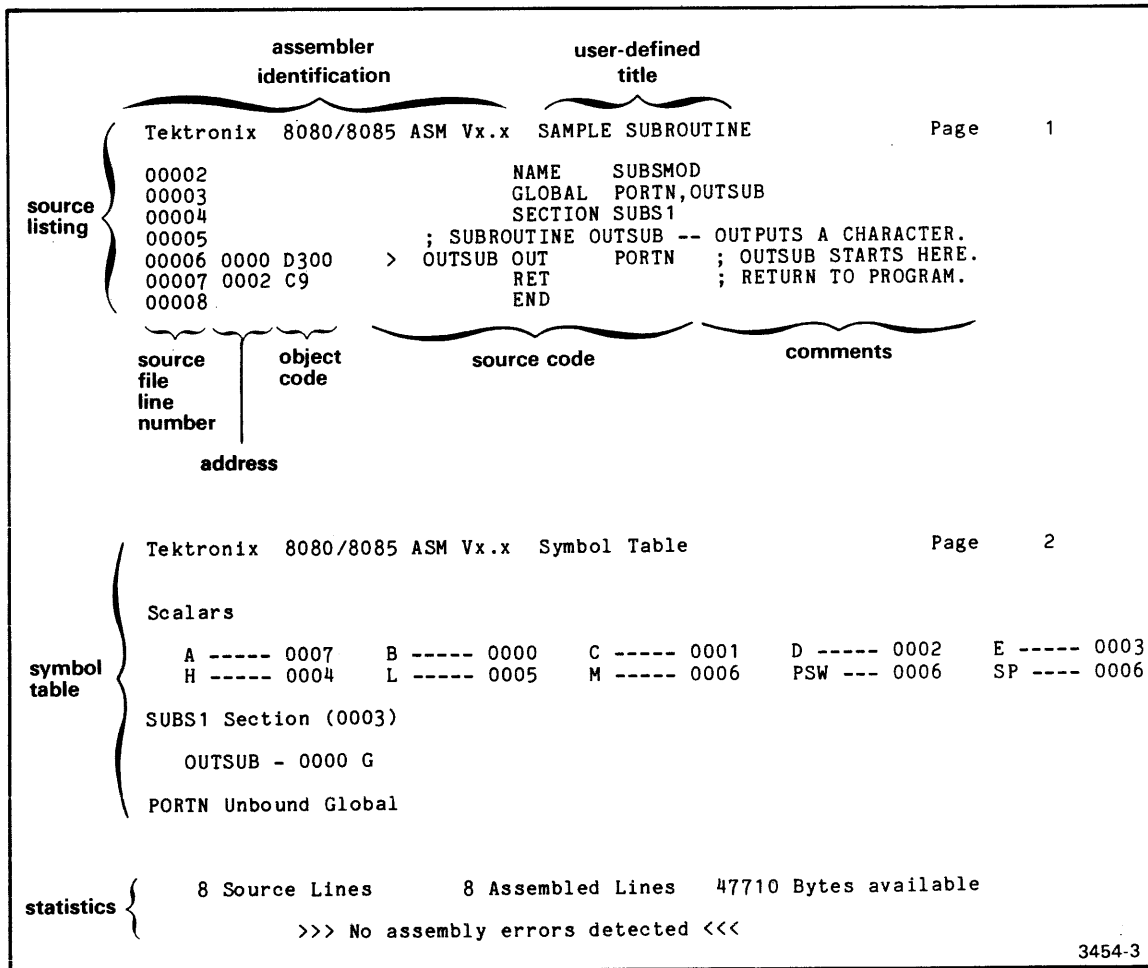 assembler identification
user-defined title
Tektronix 8080/8085 ASM Vx.x SAMPLE SUBROUTINE Page 1
source listing
00002 NAME SUBSMOD
00003 GLOBAL PORTN,OUTSUB
00004 SECTION SUBS1
00005 ; SUBROUTINE OUTSUB -- OUTPUTS A CHARACTER.
00006 0000 D300 > OUTSUB OUT PORTN ; OUTSUB STARTS HERE.
00007 0002 C9 RET ; RETURN TO PROGRAM.
00008 END
source file line number
address
object code
source code
comments
Tektronix 8080/8085 ASM Vx.x Symbol Table Page 2
symbol table
Scalars
A ----- 0007 B ----- 0000 C ----- 0001 D ----- 0002 E ----- 0003
H ----- 0004 L ----- 0005 M ----- 0006 PSW --- 0006 SP ---- 0006
SUBS1 Section (0003)
OUTSUB - 0000 G
PORTN Unbound Global
statistics
8 Source Lines 8 Assembled Lines 47710 Bytes available
>>> No assembly errors detected <<<
3454-3